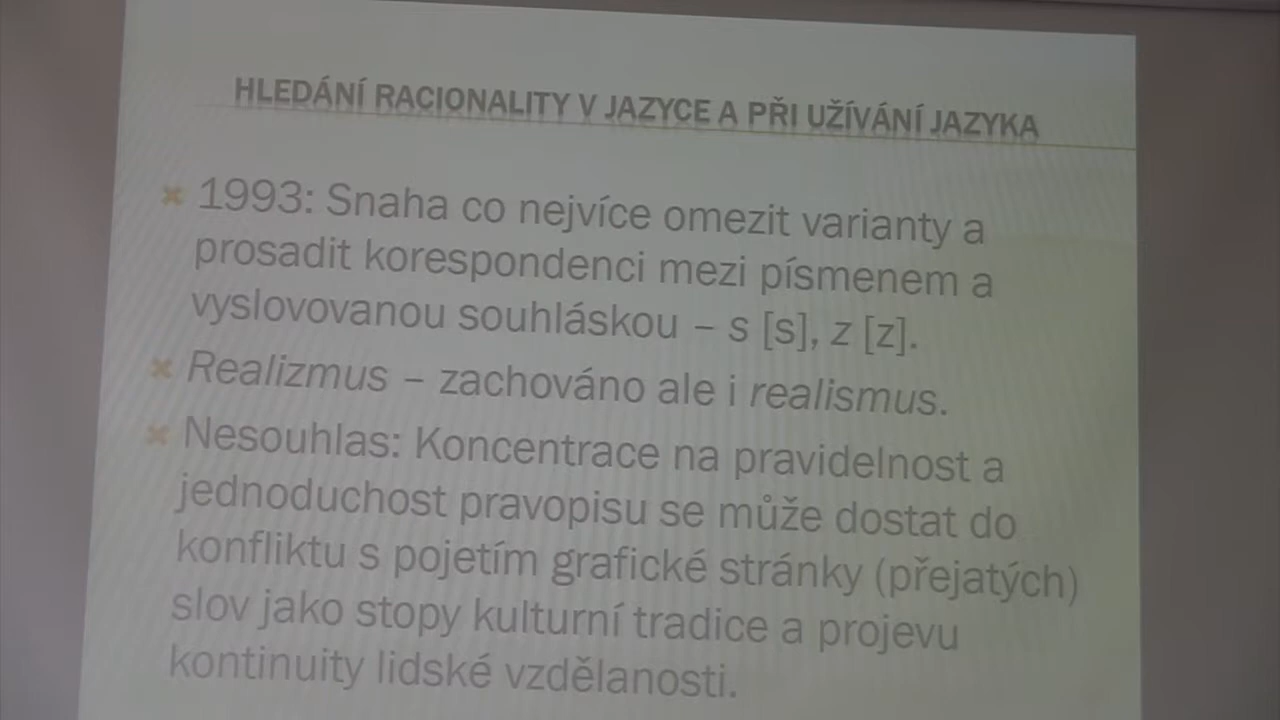 HLEDÁNÍ RACIONALITY V JAZYCE A PŘI UŽÍVÁNÍ JAZYKA
1993: Snaha co nejvíce omezit varianty a
prosadit korespondenci mezi písmenem a
vyslovovanou souhláskou – s [s], z [z].
Realizmus – zachováno ale i realismus.
Nesouhlas: Koncentrace na pravidelnost a
jednoduchost pravopisu se může dostat do
konfliktu s pojetím grafické stránky (přejatých)
slov jako stopy kulturní tradice a projevu
kontinuity lidské vzdělanosti.